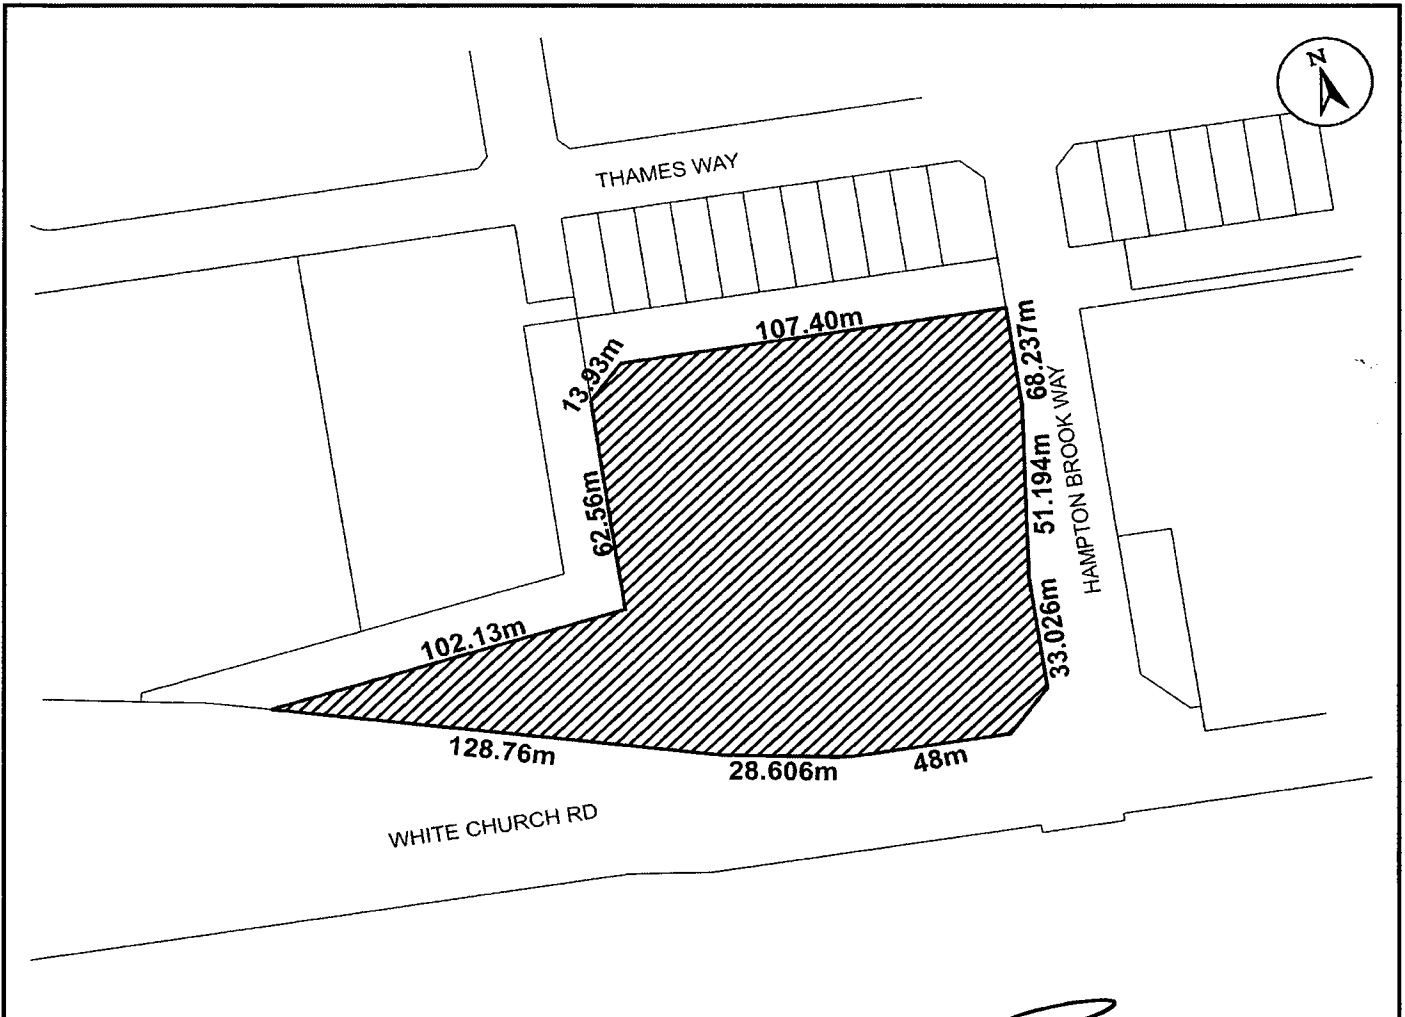 N
THAMES WAY
107.40m
13.93m
68.237m
62.56m
51.194m
HAMPTON BROOK WAY
33.026m
102.13m
128.76m
28.606m
48m
WHITE CHURCH RD